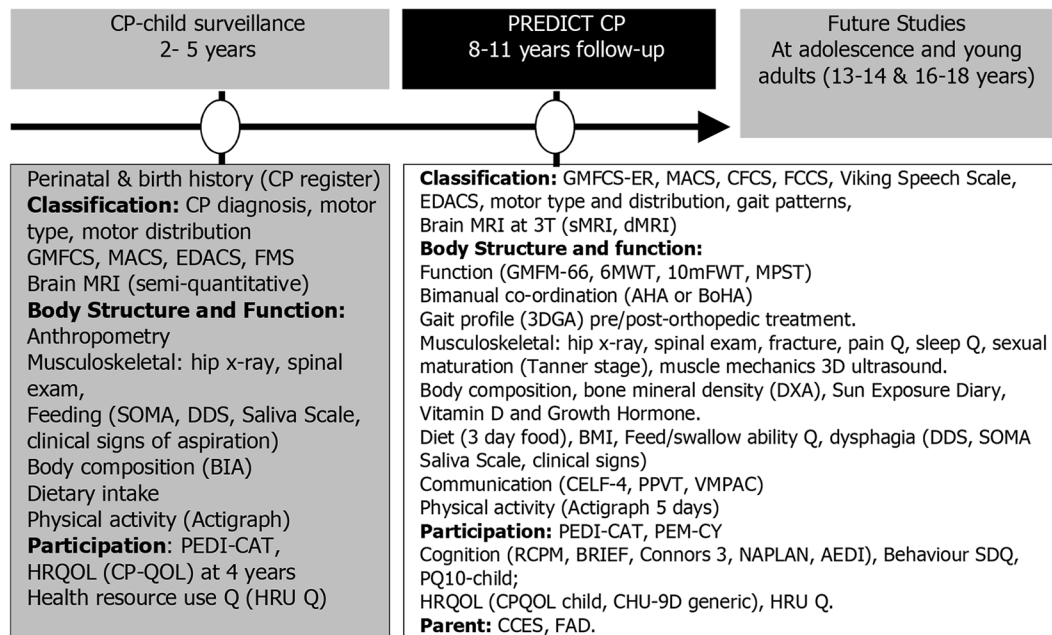 CP-child surveillance
2- 5 years
PREDICT CP
8-11 years follow-up
Future Studies
At adolescence and young
adults (13-14 & 16-18 years)
Perinatal & birth history (CP register)
Classification: CP diagnosis, motor
type, motor distribution
GMFCS, MACS, EDACS, FMS
Brain MRI (semi-quantitative)
Body Structure and Function:
Anthropometry
Musculoskeletal: hip x-ray, spinal
exam,
Feeding (SOMA, DDS, Saliva Scale,
clinical signs of aspiration)
Body composition (BIA)
Dietary intake
Physical activity (Actigraph)
Participation: PEDI-CAT,
HRQOL (CP-QOL) at 4 years
Health resource use Q (HRU Q)
Classification: GMFCS-ER, MACS, CFCS, FCCS, Viking Speech Scale,
EDACS, motor type and distribution, gait patterns,
Brain MRI at 3T (sMRI, dMRI)
Body Structure and function:
Function (GMFM-66, 6MWT, 10mFWT, MPST)
Bimanual co-ordination (AHA or BoHA)
Gait profile (3DGA) pre/post-orthopedic treatment.
Musculoskeletal: hip x-ray, spinal exam, fracture, pain Q, sleep Q, sexual
maturation (Tanner stage), muscle mechanics 3D ultrasound.
Body composition, bone mineral density (DXA), Sun Exposure Diary,
Vitamin D and Growth Hormone.
Diet (3 day food), BMI, Feed/swallow ability Q, dysphagia (DDS, SOMA
Saliva Scale, clinical signs)
Communication (CELF-4, PPVT, VMPAC)
Physical activity (Actigraph 5 days)
Participation: PEDI-CAT, PEM-CY
Cognition (RCPM, BRIEF, Connors 3, NAPLAN, AEDI), Behaviour SDQ,
PQ10-child;
HRQOL (CPQOL child, CHU-9D generic), HRU Q.
Parent: CCES, FAD.